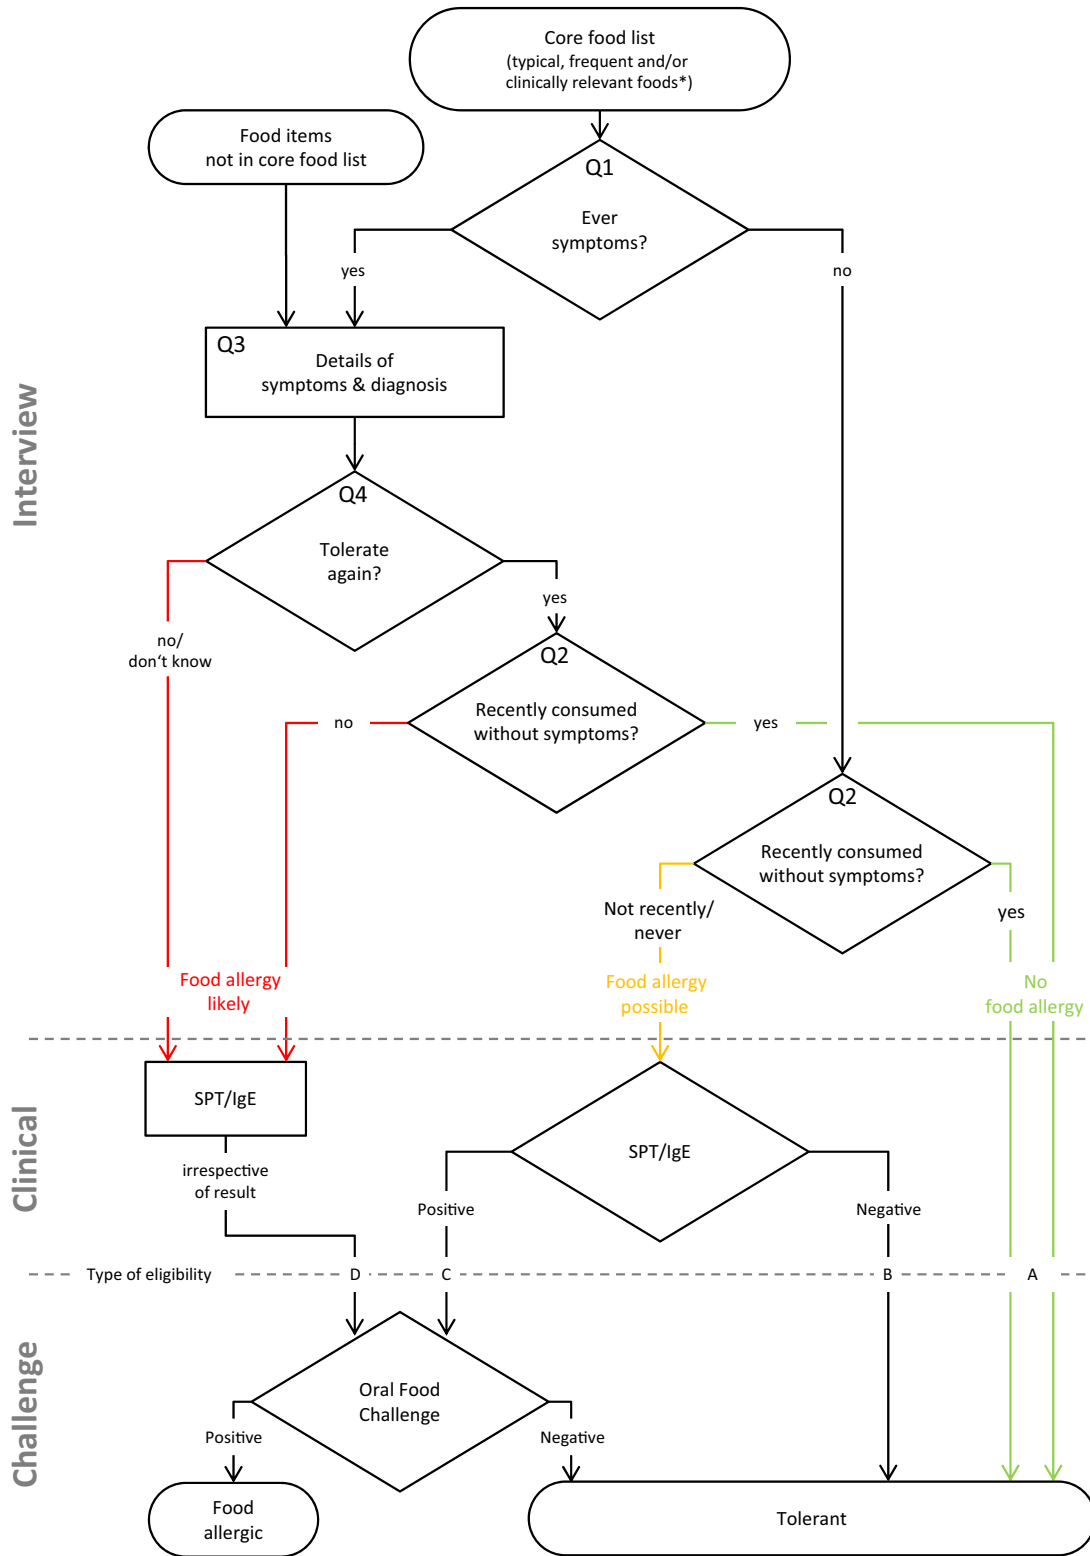 Core food list
(typical, frequent and/or
clinically relevant foods*)
Food items
not in core food list
Q1
Ever
symptoms?
yes
no
Q3
Details of
symptoms & diagnosis
Interview
Q4
Tolerate
again?
yes
no/
don‘t know
Q2
Recently consumed
without symptoms?
no
yes
Q2
Recently consumed
without symptoms?
Not recently/
never
yes
Food allergy
likely
Food allergy
possible
No
food allergy
Clinical
SPT/IgE
SPT/IgE
irrespective
of result
Positive
Negative
Type of eligibility
D
C
B
A
Challenge
Oral Food
Challenge
Positive
Negative
Food
allergic
Tolerant